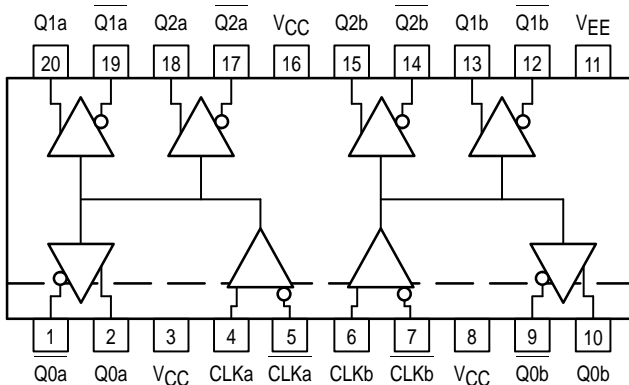 Q1a Q1a Q2a Q2a VCC Q2b Q2b Q1b Q1b VEE
20 19 18 17 16 15 14 13 12 11
1 2 3 4 5 6 7 8 9 10
Q0a Q0a VCC CLKa CLKa CLKb CLKb VCC Q0b Q0b